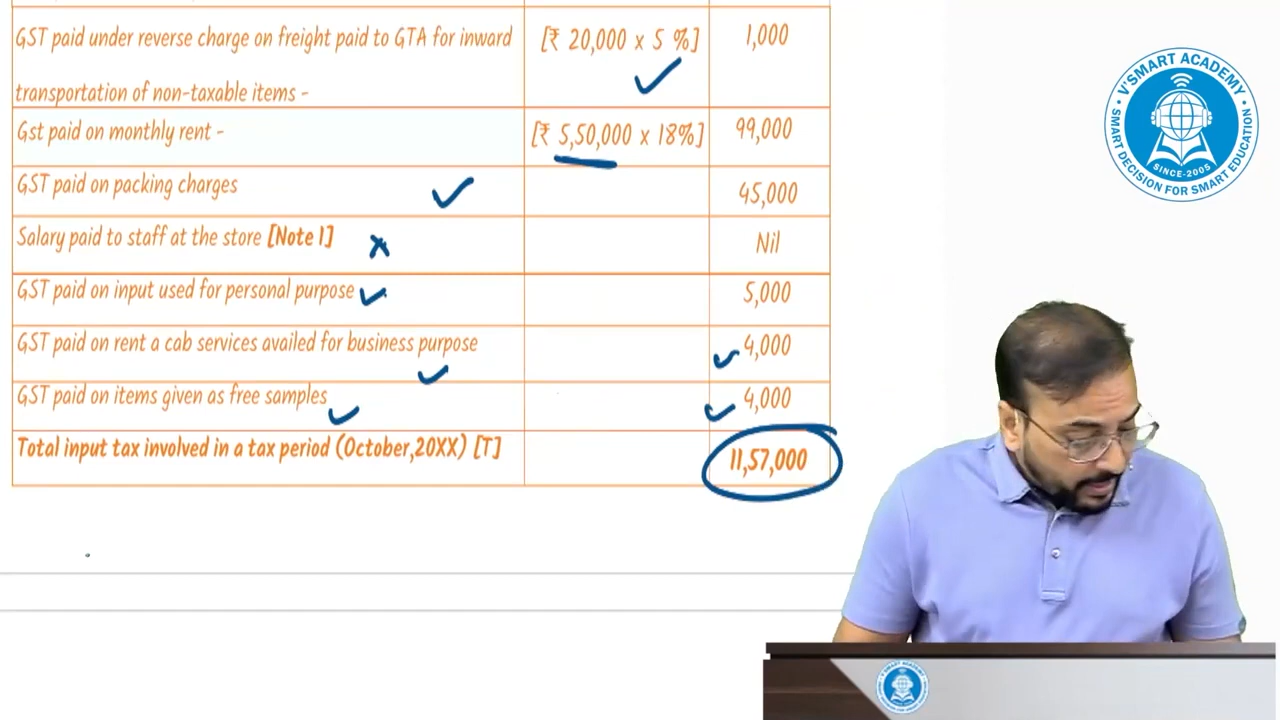 GST paid under reverse charge on freight paid to GTA for inward
transportation of non-taxable items -
[₹ 20,000 x 5 %]
1,000
Gst paid on monthly rent -
[₹ 5,50,000 x 18%]
99,000
GST paid on packing charges
45,000
Salary paid to staff at the store [Note 1]
Nil
GST paid on input used for personal purpose
5,000
GST paid on rent a cab services availed for business purpose
4,000
GST paid on items given as free samples
4,000
Total input tax involved in a tax period (October,20XX) [T]
11,57,000
V'SMART ACADEMY
SMART DECISION FOR SMART EDUCATION
SINCE-2005